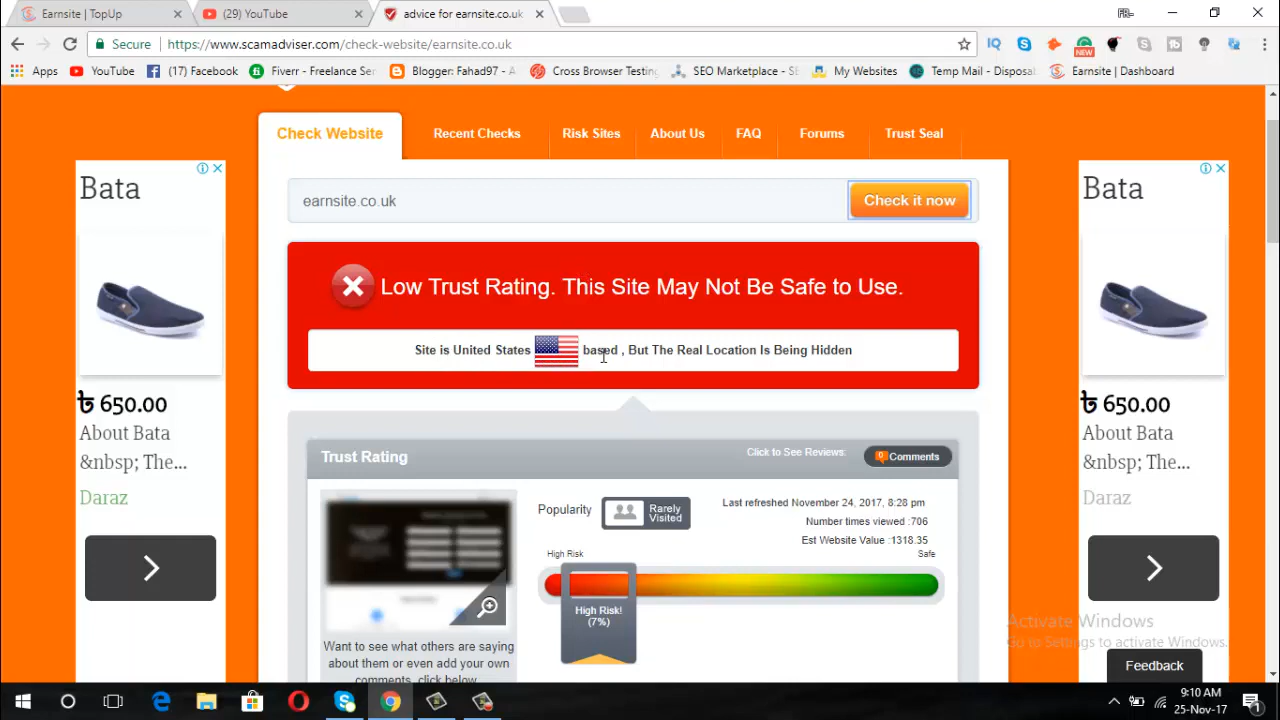 Earnsite | TopUp
(29) YouTube
advice for earnsite.co.uk
Secure
https://www.scamadviser.com/check-website/earnsite.co.uk
NEW
Apps
YouTube
(17) Facebook
Fiverr - Freelance Ser
Blogger: Fahad97 - A
Cross Browser Testing
SEO Marketplace - SE
My Websites
Temp Mail - Disposal
Earnsite | Dashboard
Check Website
Recent Checks
Risk Sites
About Us
FAQ
Forums
Trust Seal
earnsite.co.uk
Check it now
Low Trust Rating. This Site May Not Be Safe to Use.
Site is United States based , But The Real Location Is Being Hidden
Trust Rating
Click to See Reviews:
0 Comments
Popularity
Rarely
Visited
Last refreshed November 24, 2017, 8:28 pm
Number times viewed :706
Est Website Value :1318.35
High Risk
Safe
High Risk!
(7%)
Want to see what others are saying
about them or even add your own
comments, click below
Bata
৳ 650.00
About Bata
&nbsp; The...
Daraz
Bata
৳ 650.00
About Bata
&nbsp; The...
Daraz
Activate Windows
Go to Settings to activate Windows.
Feedback
9:10 AM
25-Nov-17
1